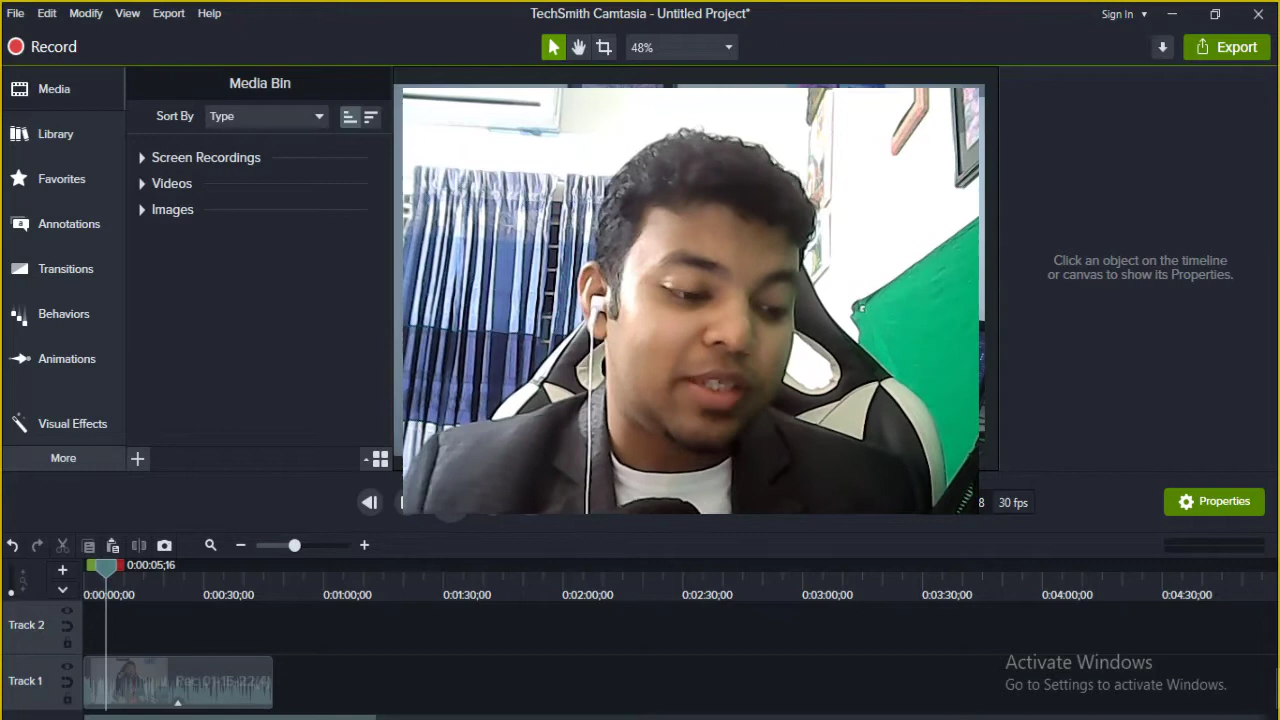 File Edit Modify View Export Help
TechSmith Camtasia - Untitled Project*
Sign In
Record
48%
Export
Media
Media Bin
Sort By Type
Library
Screen Recordings
Favorites
Videos
Images
Annotations
Transitions
Click an object on the timeline
or canvas to show its Properties.
Behaviors
Animations
Visual Effects
More
8 30 fps
Properties
0:00:05;16
0:00:00;00 0:00:30;00 0:01:00;00 0:01:30;00 0:02:00;00 0:02:30;00 0:03:00;00 0:03:30;00 0:04:00;00 0:04:30;00
Track 2
Track 1
Activate Windows
Go to Settings to activate Windows.